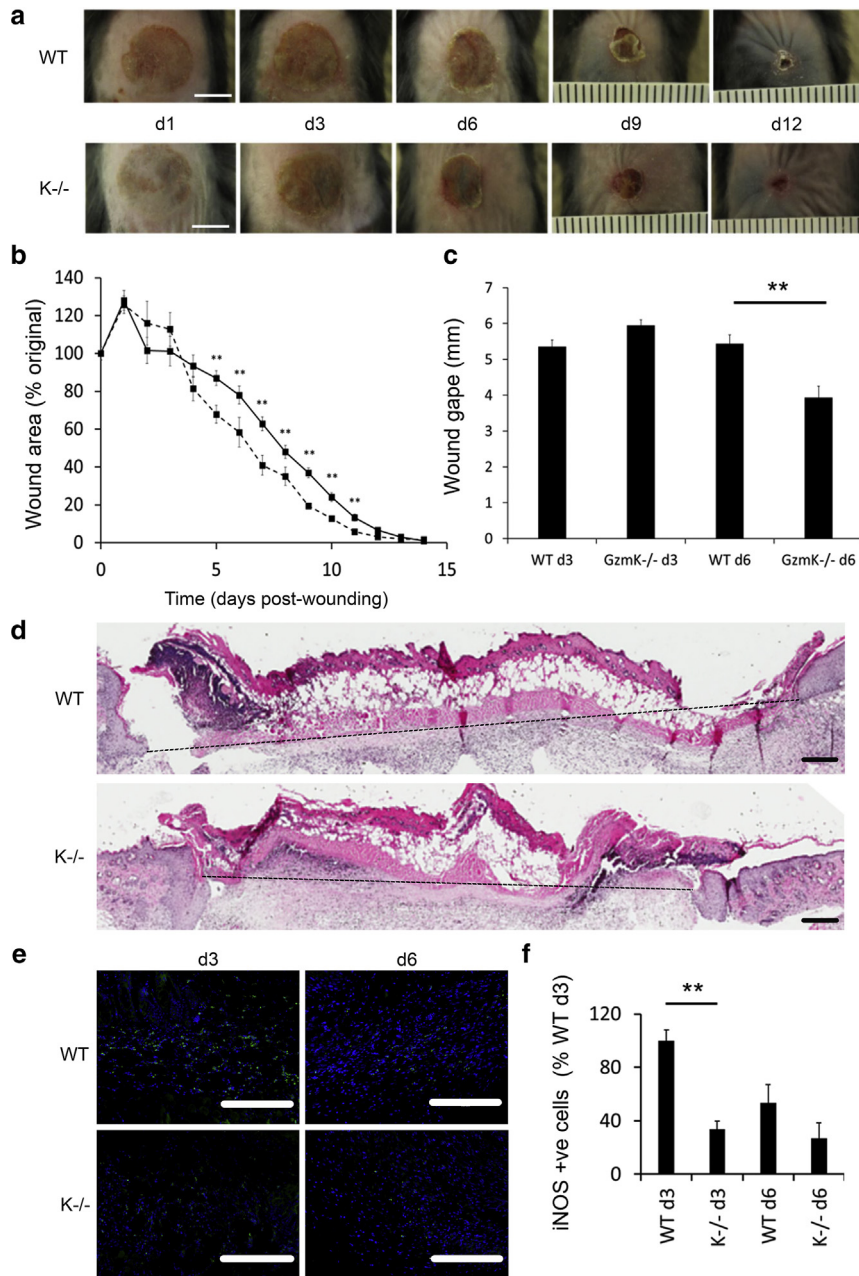 a
WT
d1 d3 d6 d9 d12
K-/-
b
140
120
100
80
60
40
20
0
Wound area (% original)
** ** ** ** ** ** **
0 5 10 15
Time (days post-wounding)
c
7
6
5
4
3
2
1
0
Wound gape (mm)
**
WT d3 GzmK-/- d3 WT d6 GzmK-/- d6
d
WT
K-/-
e
d3 d6
WT
K-/-
f
120
80
40
0
iNOS +ve cells (% WT d3)
**
WT d3
K-/- d3
WT d6
K-/- d6